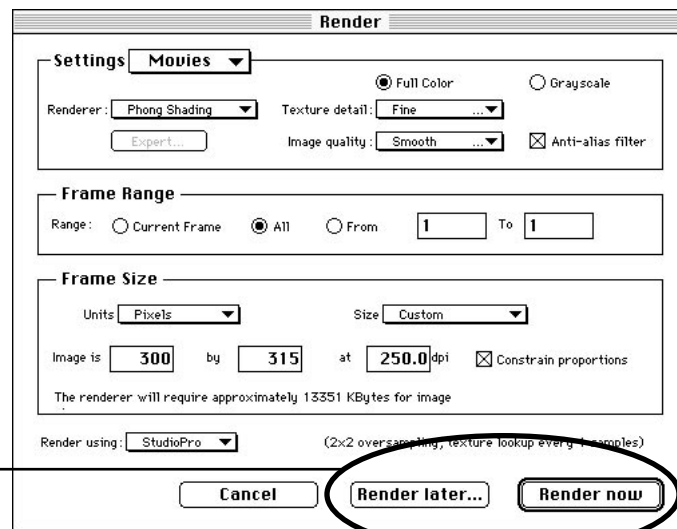 Render
Settings Movies
Full Color Grayscale
Renderer: Phong Shading Texture detail: Fine ...
Expert... Image quality: Smooth ... Anti-alias filter
Frame Range
Range: Current Frame All From 1 To 1
Frame Size
Units Pixels Size Custom
Image is 300 by 315 at 250.0 dpi Constrain proportions
The renderer will require approximately 13351 KBytes for image
Render using: StudioPro (2x2 oversampling, texture lookup every samples)
Cancel Render later... Render now